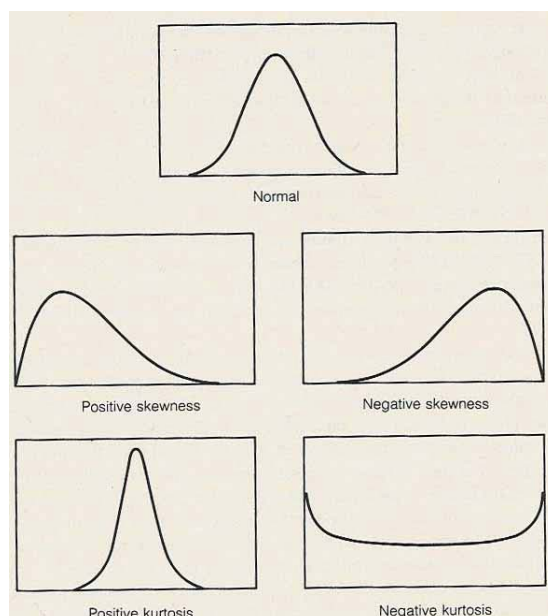 Normal
Positive skewness
Negative skewness
Positive kurtosis
Negative kurtosis